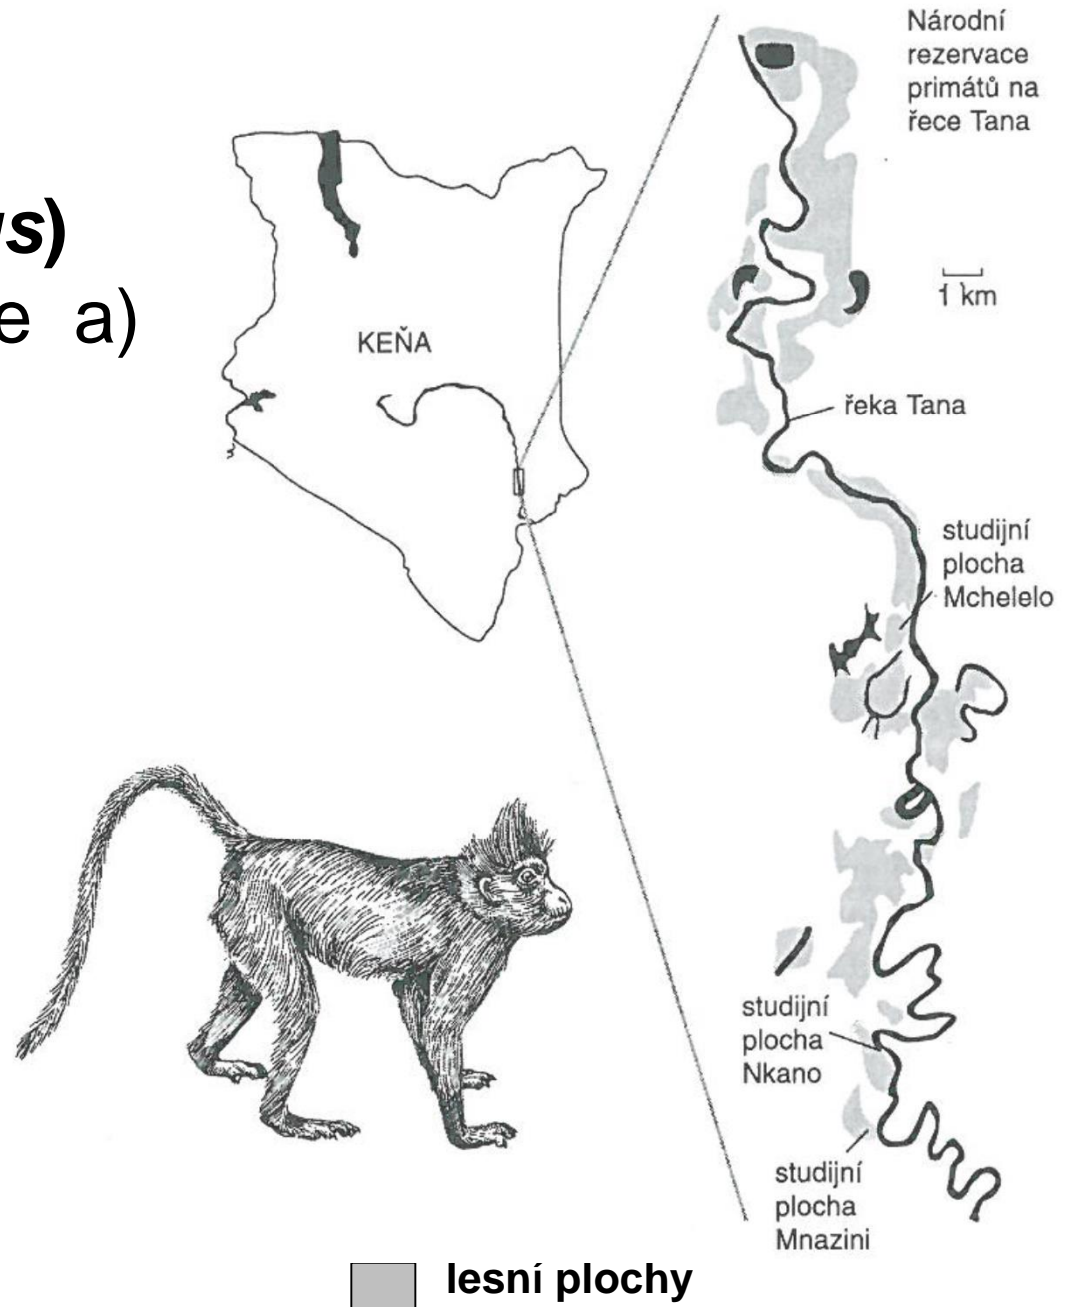 Národní
rezervace
primátů na
řece Tana
s)
e a)
1 km
KEŇA
řeka Tana
studijní
plocha
Mchelelo
studijní
plocha
Nkano
studijní
plocha
Mnazini
lesní plochy